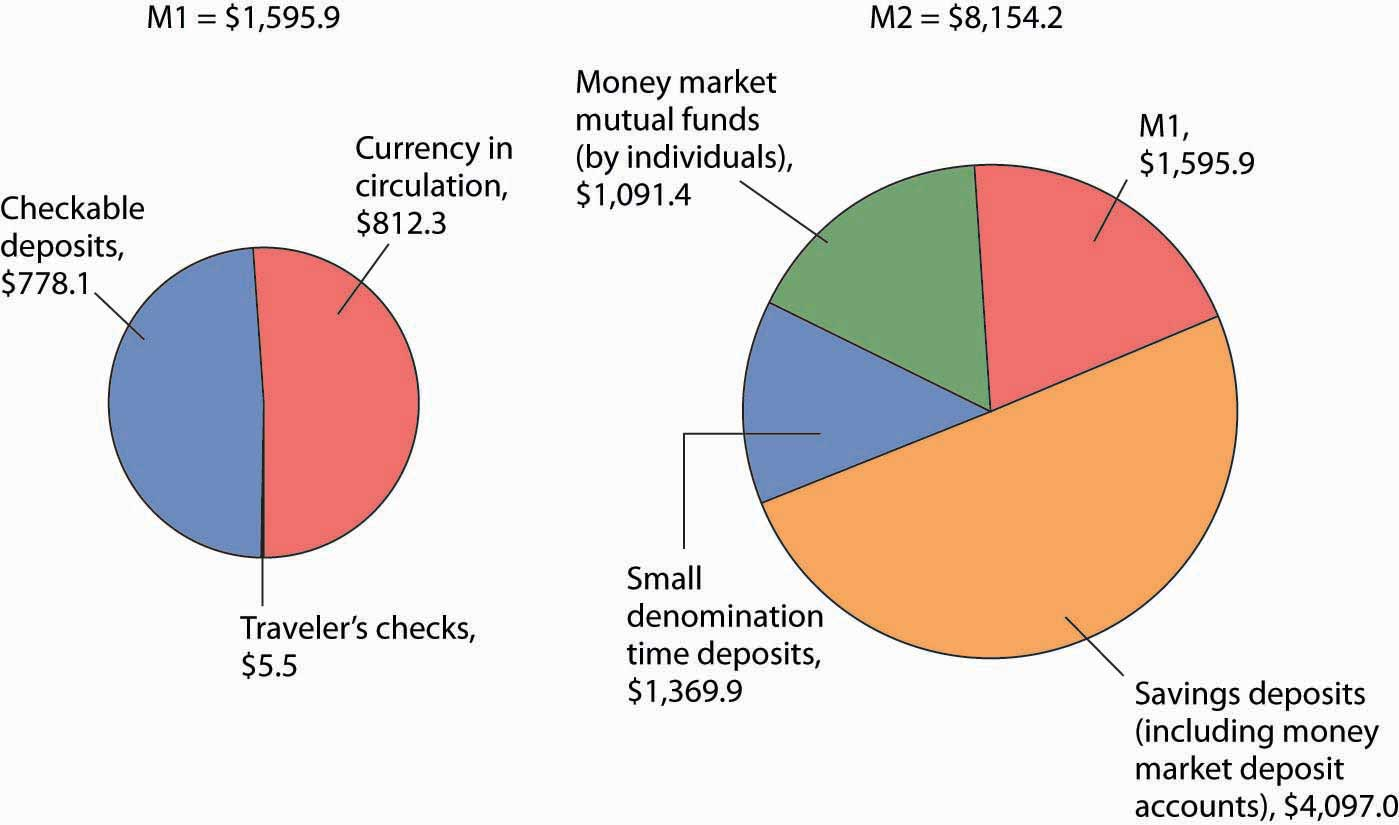 M1 = $1,595.9
Checkable
deposits,
$778.1
Currency in
circulation,
$812.3
Traveler’s checks,
$5.5
M2 = $8,154.2
Money market
mutual funds
(by individuals),
$1,091.4
M1,
$1,595.9
Small
denomination
time deposits,
$1,369.9
Savings deposits
(including money
market deposit
accounts), $4,097.0